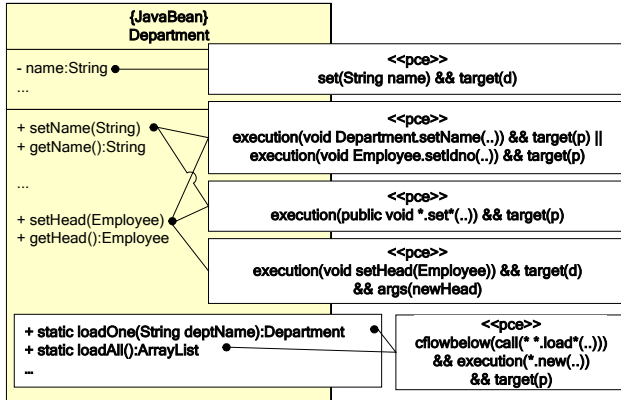 {JavaBean}
Department
- name:String
...
<<pce>>
set(String name) && target(d)
+ setName(String)
+ getName():String
...
+ setHead(Employee)
+ getHead():Employee
<<pce>>
execution(void Department.setName(..)) && target(p) ||
execution(void Employee.setIdno(..)) && target(p)
<<pce>>
execution(public void *.set*(..)) && target(p)
<<pce>>
execution(void setHead(Employee)) && target(d)
&& args(newHead)
+ static loadOne(String deptName):Department
+ static loadAll():ArrayList
...
<<pce>>
cflowbelow(call(* *.load*(..)))
&& execution(*.new(..))
&& target(p)